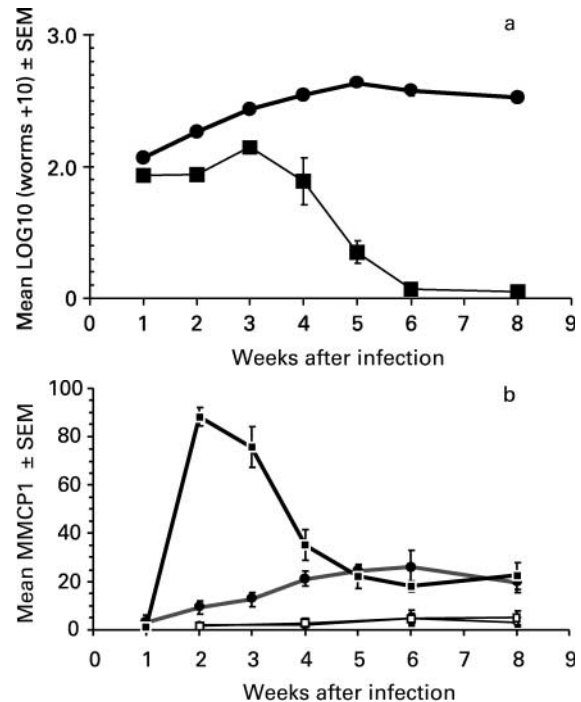 a
Mean LOG10 (worms +10) ± SEM
3.0
2.0
0
0 1 2 3 4 5 6 7 8 9
Weeks after infection
b
Mean MMCP1 ± SEM
100
80
60
40
20
0
0 1 2 3 4 5 6 7 8 9
Weeks after infection